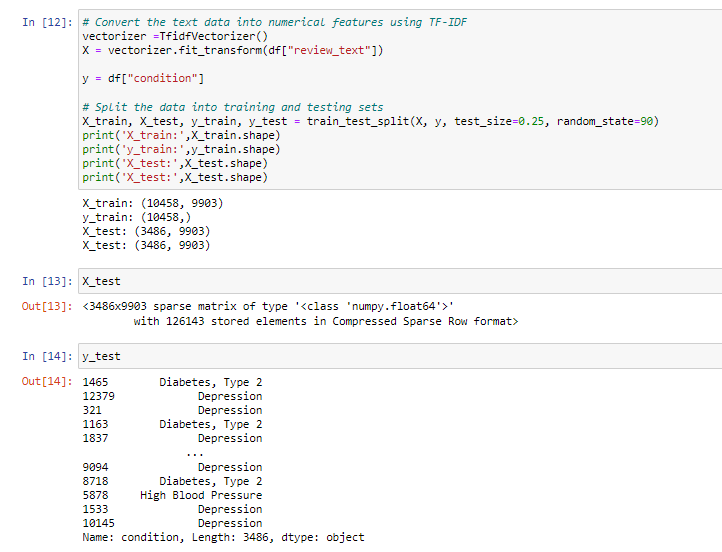 In [12]: # Convert the text data into numerical features using TF-IDF
vectorizer =TfidfVectorizer()
X = vectorizer.fit_transform(df["review_text"])
y = df["condition"]
# Split the data into training and testing sets
X_train, X_test, y_train, y_test = train_test_split(X, y, test_size=0.25, random_state=90)
print('X_train:',X_train.shape)
print('y_train:',y_train.shape)
print('X_test:',X_test.shape)
print('X_test:',X_test.shape)
X_train: (10458, 9903)
y_train: (10458,)
X_test: (3486, 9903)
X_test: (3486, 9903)
In [13]: X_test
Out[13]: <3486x9903 sparse matrix of type '<class 'numpy.float64'>'
with 126143 stored elements in Compressed Sparse Row format>
In [14]: y_test
Out[14]: 1465 Diabetes, Type 2
12379 Depression
321 Depression
1163 Diabetes, Type 2
1837 Depression
...
9094 Depression
8718 Diabetes, Type 2
5878 High Blood Pressure
1533 Depression
10145 Depression
Name: condition, Length: 3486, dtype: object